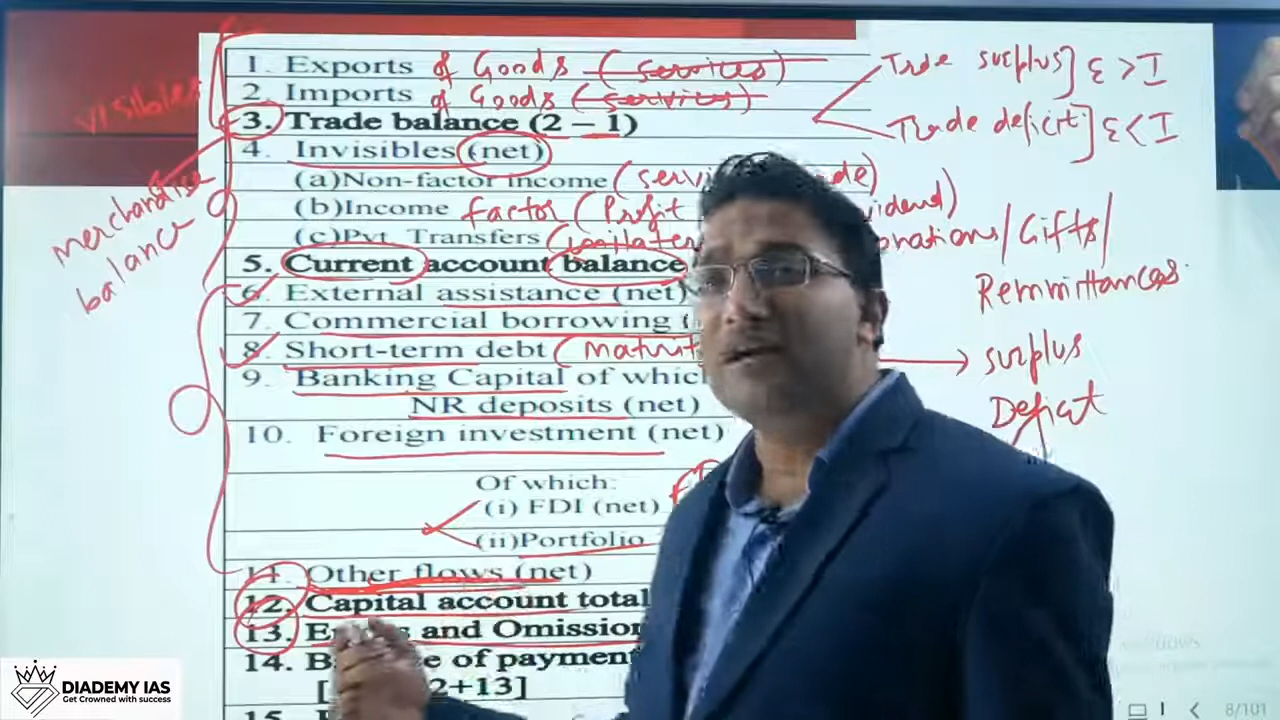 1. Exports of Goods (services)
2. Imports of Goods (services)
3. Trade balance (2 – 1)
4. Invisibles (net)
(a)Non-factor income (
(b)Income factor (Profit
(c)Pvt. Transfers (
5. Current account balance
6. External assistance (net)
7. Commercial borrowing (
8. Short-term debt (
9. Banking Capital of which
NR deposits (net)
10. Foreign investment (net)
Of which:
(i) FDI (net)
(ii)Portfolio
11. Other flows (net)
12. Capital account total
13. and Omission
14. of payment
2+13]
15.
visibles
merchandise
balance
Trade surplus] E > I
Trade deficit] E < I
Gifts/
Remmittances
surplus
Deficit
DIADEMY IAS
Get Crowned with success
8/101